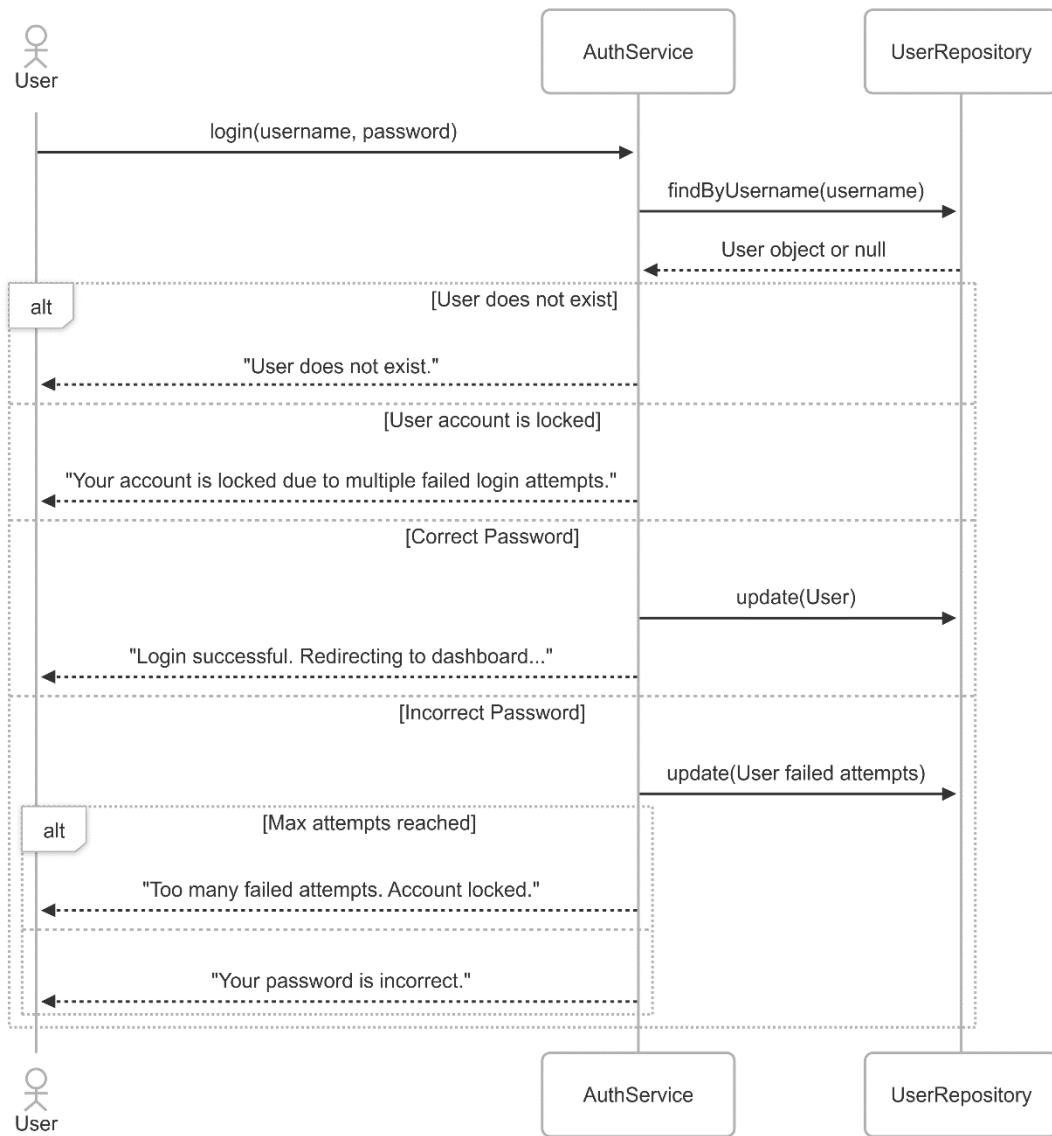 User
AuthService
UserRepository
login(username, password)
findByUsername(username)
User object or null
alt
[User does not exist]
"User does not exist."
[User account is locked]
"Your account is locked due to multiple failed login attempts."
[Correct Password]
update(User)
"Login successful. Redirecting to dashboard..."
[Incorrect Password]
update(User failed attempts)
alt
[Max attempts reached]
"Too many failed attempts. Account locked."
"Your password is incorrect."
User
AuthService
UserRepository